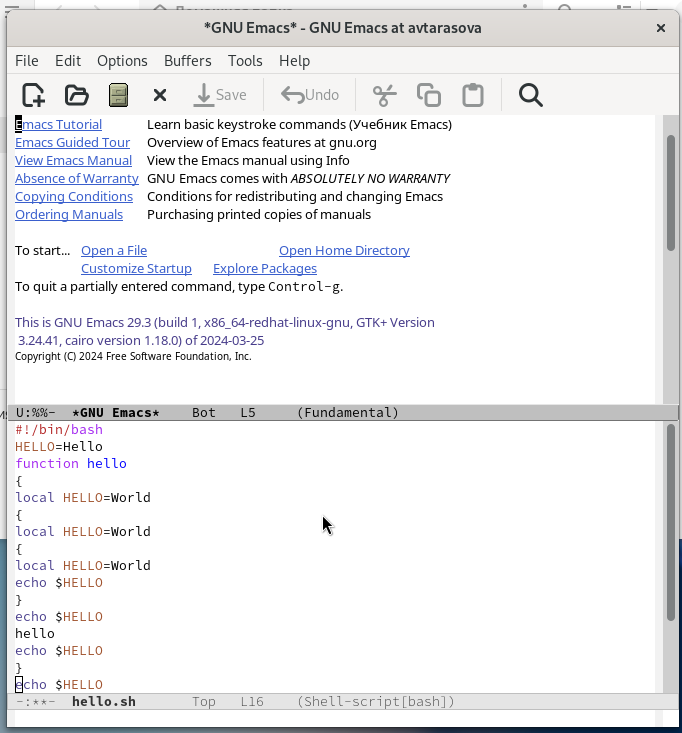 *GNU Emacs* - GNU Emacs at avtarasova
File Edit Options Buffers Tools Help
Save Undo
Emacs Tutorial Learn basic keystroke commands (Учебник Emacs)
Emacs Guided Tour Overview of Emacs features at gnu.org
View Emacs Manual View the Emacs manual using Info
Absence of Warranty GNU Emacs comes with ABSOLUTELY NO WARRANTY
Copying Conditions Conditions for redistributing and changing Emacs
Ordering Manuals Purchasing printed copies of manuals
To start... Open a File Open Home Directory
Customize Startup Explore Packages
To quit a partially entered command, type Control-g.
This is GNU Emacs 29.3 (build 1, x86_64-redhat-linux-gnu, GTK+ Version
3.24.41, cairo version 1.18.0) of 2024-03-25
Copyright (C) 2024 Free Software Foundation, Inc.
U:%%- *GNU Emacs* Bot L5 (Fundamental)
#!/bin/bash
HELLO=Hello
function hello
{
local HELLO=World
{
local HELLO=World
{
local HELLO=World
echo $HELLO
}
echo $HELLO
hello
echo $HELLO
}
echo $HELLO
-:**- hello.sh Top L16 (Shell-script[bash])